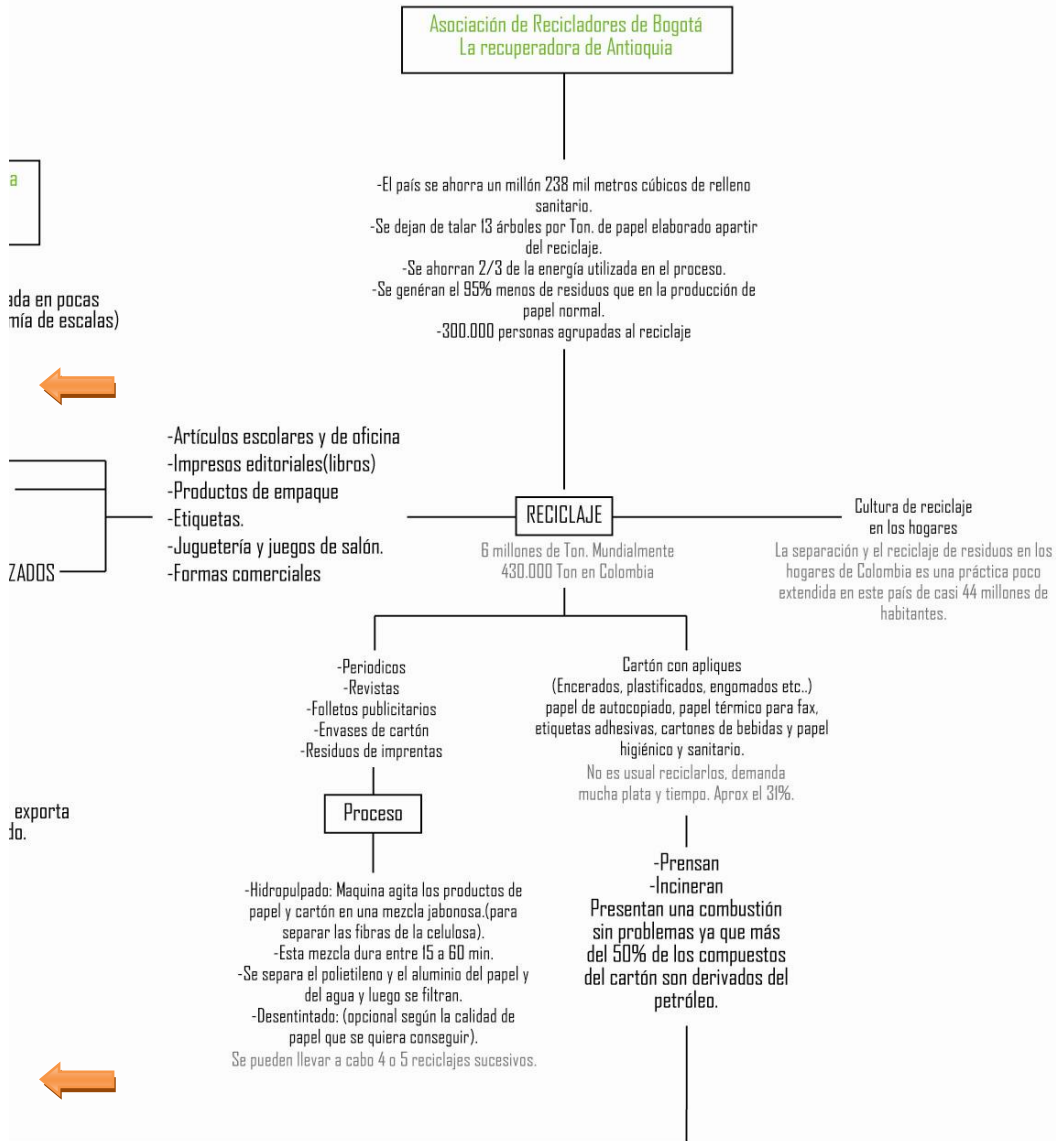 Asociación de Recicladores de Bogotá
La recuperadora de Antioquia
a
-El país se ahorra un millón 238 mil metros cúbicos de relleno
sanitario.
-Se dejan de talar 13 árboles por Ton. de papel elaborado apartir
del reciclaje.
-Se ahorran 2/3 de la energía utilizada en el proceso.
-Se genéran el 95% menos de residuos que en la producción de
papel normal.
-300.000 personas agrupadas al reciclaje
ada en pocas
mía de escalas)
-Artículos escolares y de oficina
-Impresos editoriales(libros)
-Productos de empaque
-Etiquetas.
-Juguetería y juegos de salón.
-Formas comerciales
ZADOS
RECICLAJE
6 millones de Ton. Mundialmente
430.000 Ton en Colombia
Cultura de reciclaje
en los hogares
La separación y el reciclaje de residuos en los
hogares de Colombia es una práctica poco
extendida en este país de casi 44 millones de
habitantes.
-Periodicos
-Revistas
-Folletos publicitarios
-Envases de cartón
-Residuos de imprentas
Cartón con apliques
(Encerados, plastificados, engomados etc..)
papel de autocopiado, papel térmico para fax,
etiquetas adhesivas, cartones de bebidas y papel
higiénico y sanitario.
No es usual reciclarlos, demanda
mucha plata y tiempo. Aprox el 31%.
exporta
do.
Proceso
-Hidropulpado: Maquina agita los productos de
papel y cartón en una mezcla jabonosa.(para
separar las fibras de la celulosa).
-Esta mezcla dura entre 15 a 60 min.
-Se separa el polietileno y el aluminio del papel y
del agua y luego se filtran.
-Desentintado: (opcional según la calidad de
papel que se quiera conseguir).
Se pueden llevar a cabo 4 o 5 reciclajes sucesivos.
-Prensan
-Incineran
Presentan una combustión
sin problemas ya que más
del 50% de los compuestos
del cartón son derivados del
petróleo.